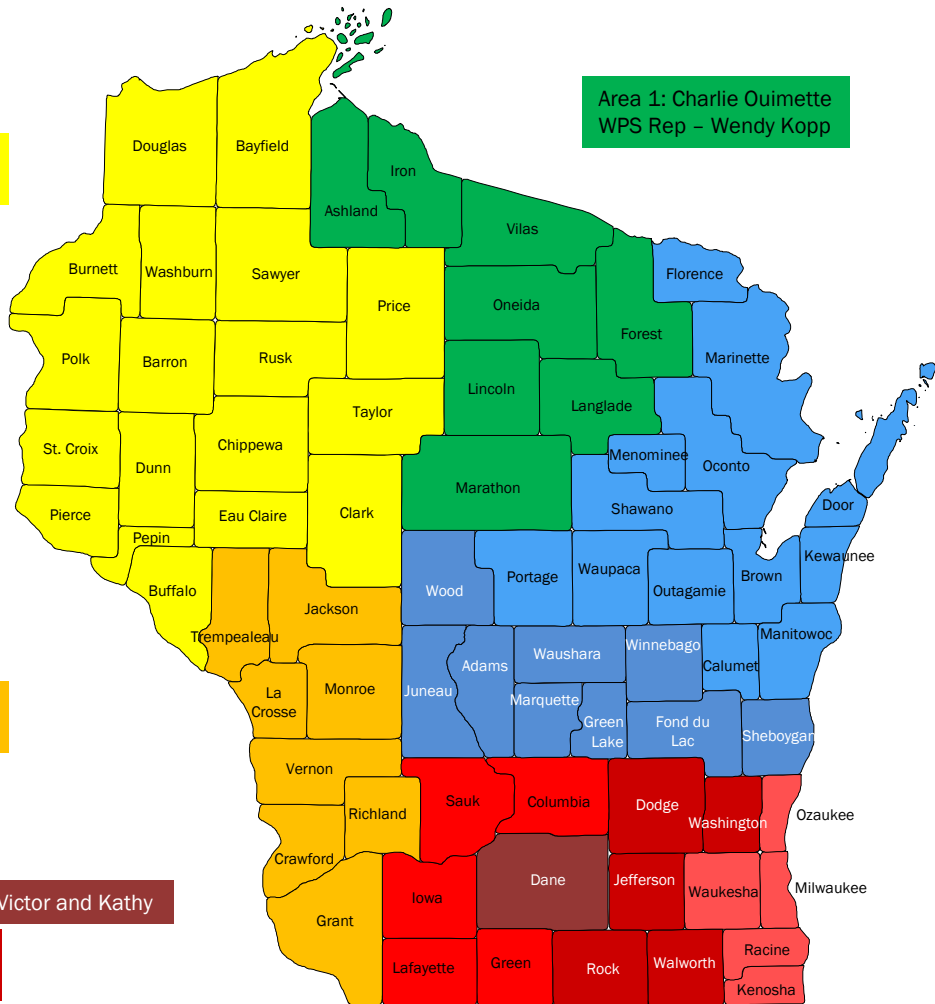 Area 1: Charlie Ouimette
WPS Rep – Wendy Kopp
Douglas
Bayfield
Iron
Ashland
Vilas
Burnett
Washburn
Sawyer
Florence
Price
Oneida
Forest
Polk
Barron
Rusk
Marinette
Lincoln
Langlade
Taylor
St. Croix
Chippewa
Menominee
Oconto
Dunn
Marathon
Pierce
Eau Claire
Clark
Shawano
Door
Pepin
Kewaunee
Buffalo
Wood
Portage
Waupaca
Outagamie
Brown
Jackson
Trempealeau
Manitowoc
Adams
Waushara
Winnebago
Calumet
La
Crosse
Monroe
Juneau
Marquette
Green
Lake
Fond du
Lac
Sheboygan
Vernon
Sauk
Columbia
Dodge
Richland
Washington
Ozaukee
Crawford
Victor and Kathy
Dane
Jefferson
Waukesha
Milwaukee
Iowa
Grant
Lafayette
Green
Rock
Walworth
Racine
Kenosha